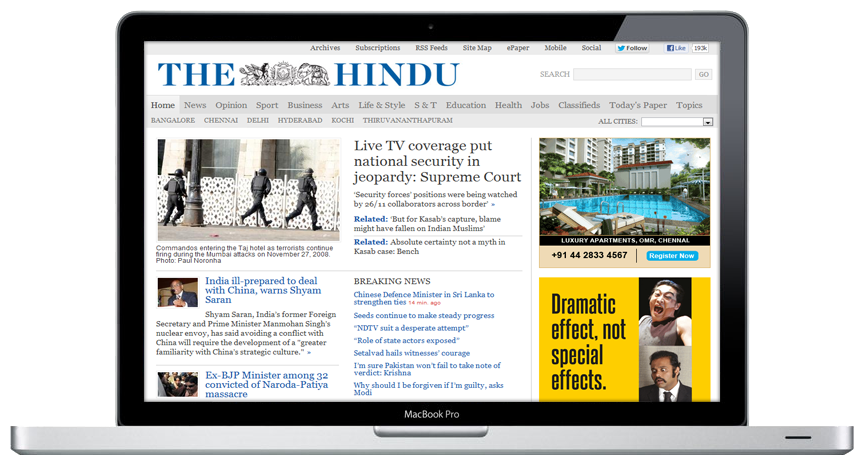 Archives Subscriptions RSS Feeds Site Map ePaper Mobile Social Follow Like 193k
THE HINDU
SEARCH GO
Home News Opinion Sport Business Arts Life & Style S & T Education Health Jobs Classifieds Today's Paper Topics
BANGALORE CHENNAI DELHI HYDERABAD KOCHI THIRUVANANTHAPURAM ALL CITIES:
Commandos entering the Taj hotel as terrorists continue
firing during the Mumbai attacks on November 27, 2008.
Photo: Paul Noronha
India ill-prepared to deal
with China, warns Shyam
Saran
Shyam Saran, India's former Foreign
Secretary and Prime Minister Manmohan Singh's
nuclear envoy, has said avoiding a conflict with
China will require the development of a "greater
familiarity with China's strategic culture." »
Ex-BJP Minister among 32
convicted of Naroda-Patiya
massacre
Live TV coverage put
national security in
jeopardy: Supreme Court
'Security forces' positions were being watched
by 26/11 collaborators across border' »
Related: 'But for Kasab's capture, blame
might have fallen on Indian Muslims'
Related: Absolute certainty not a myth in
Kasab case: Bench
BREAKING NEWS
Chinese Defence Minister in Sri Lanka to
strengthen ties 14 min. ago
Seeds continue to make steady progress
"NDTV suit a desperate attempt"
"Role of state actors exposed"
Setalvad hails witnesses' courage
I'm sure Pakistan won't fail to take note of
verdict: Krishna
Why should I be forgiven if I'm guilty, asks
Modi
LUXURY APARTMENTS, OMR, CHENNAI
+91 44 2833 4567 Register Now
Dramatic
effect, not
special
effects.
MacBook Pro